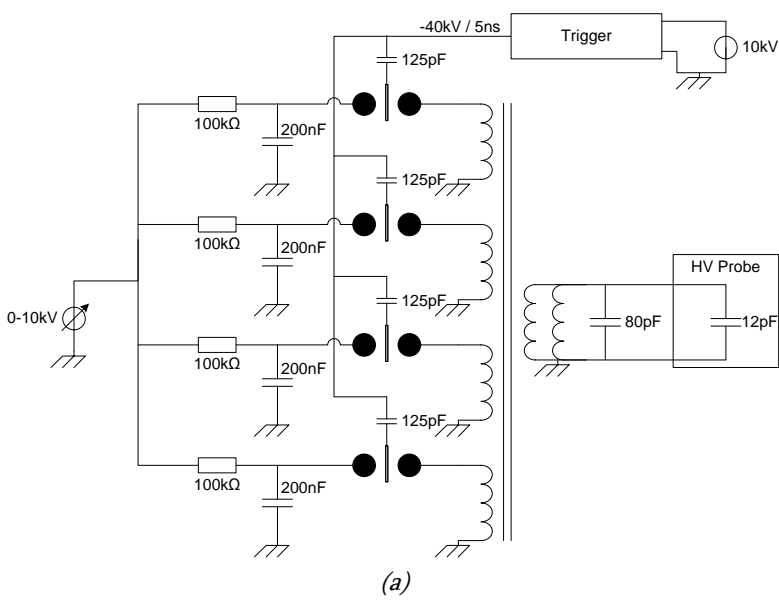 -40kV / 5ns
Trigger
10kV
125pF
100kΩ
200nF
125pF
100kΩ
200nF
HV Probe
0-10kV
125pF
80pF
12pF
100kΩ
200nF
125pF
100kΩ
200nF
(a)